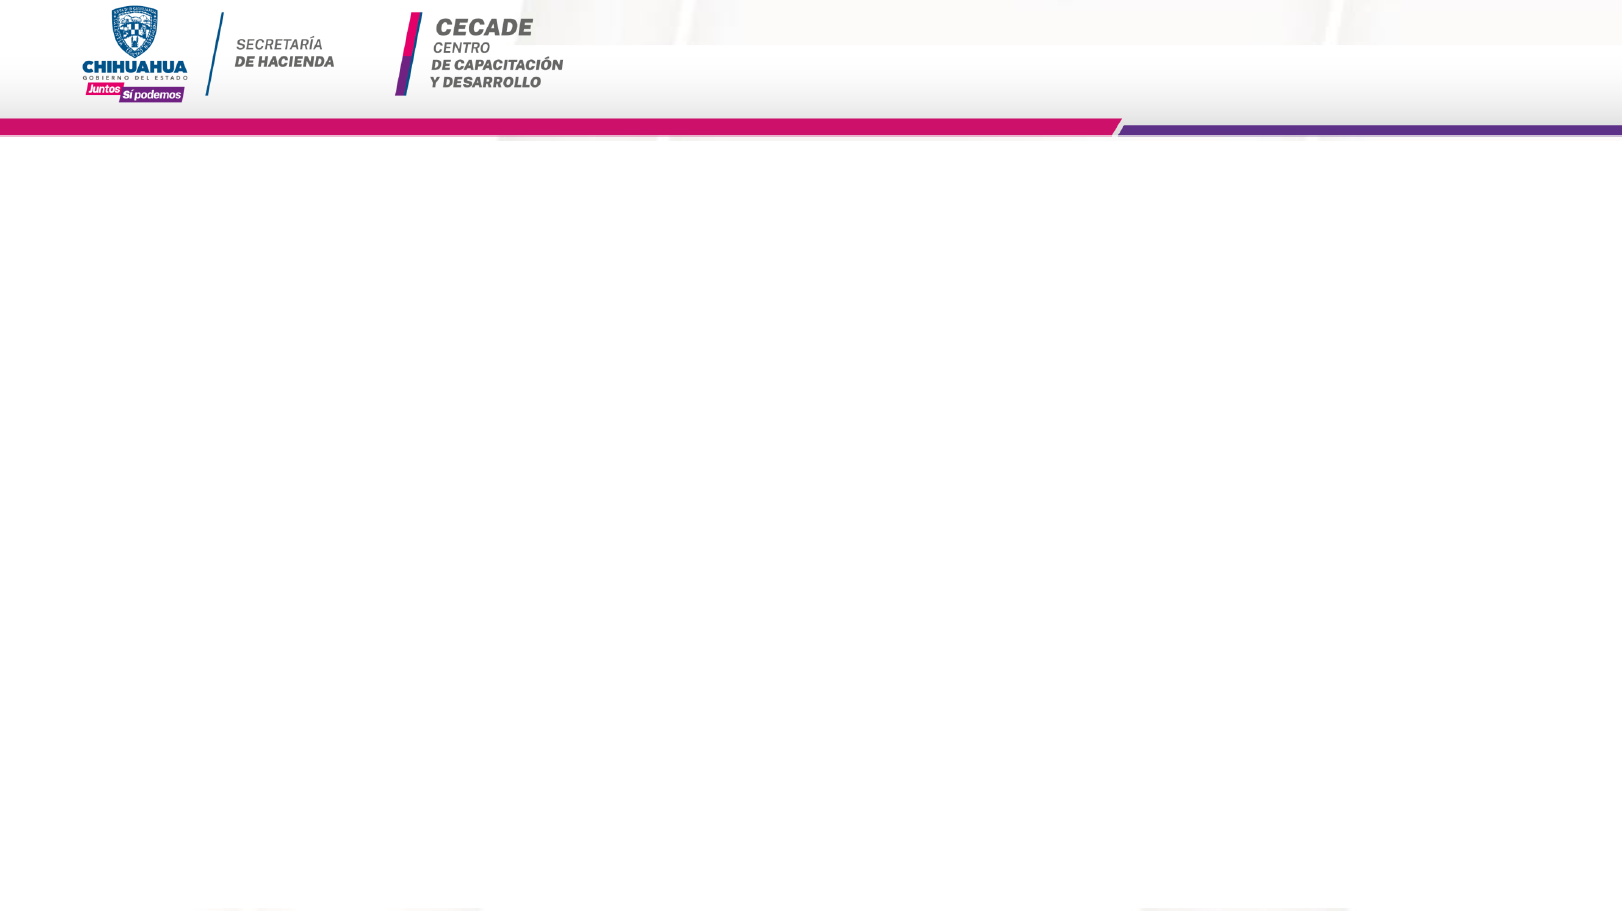 CHIHUAHUA
GOBIERNO DEL ESTADO
Juntos
Sí podemos
SECRETARÍA
DE HACIENDA
CECADE
CENTRO
DE CAPACITACIÓN
Y DESARROLLO